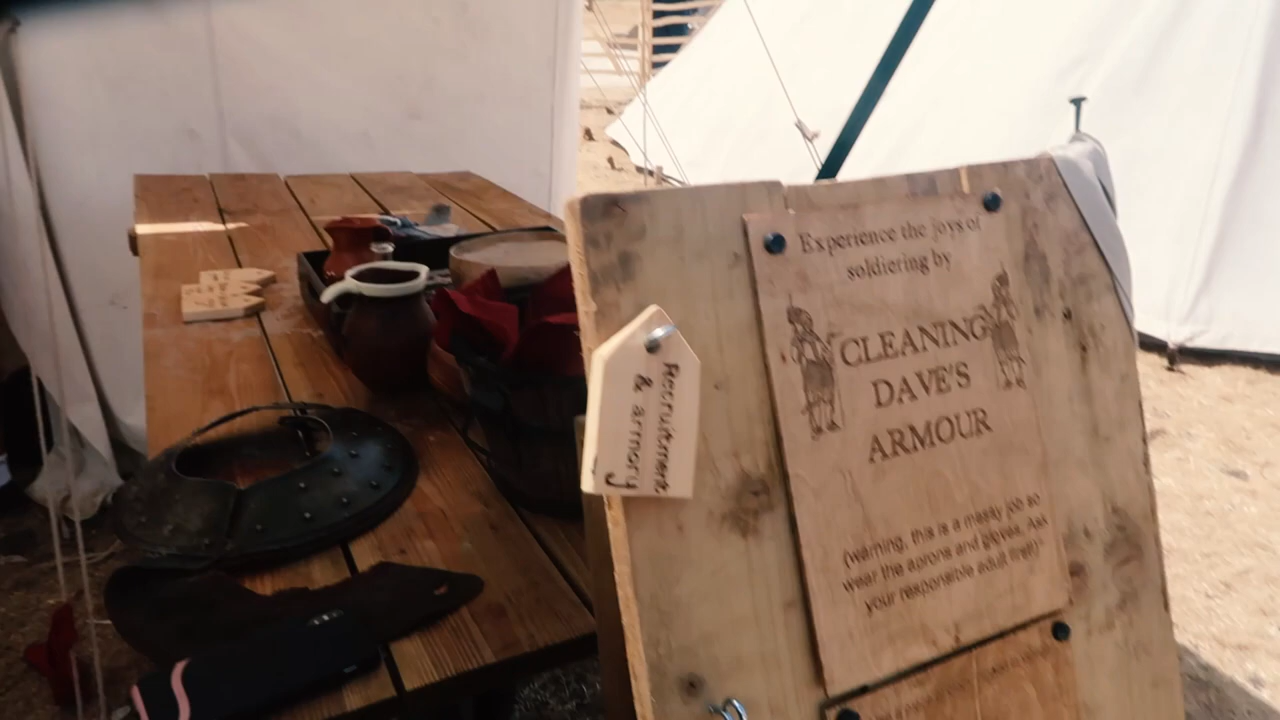 Experience the joys of
soldiering by
CLEANING
DAVE'S
ARMOUR
(warning, this is a messy job so
wear the aprons and gloves. Ask
your responsible adult first!)
Recruitment
& armory